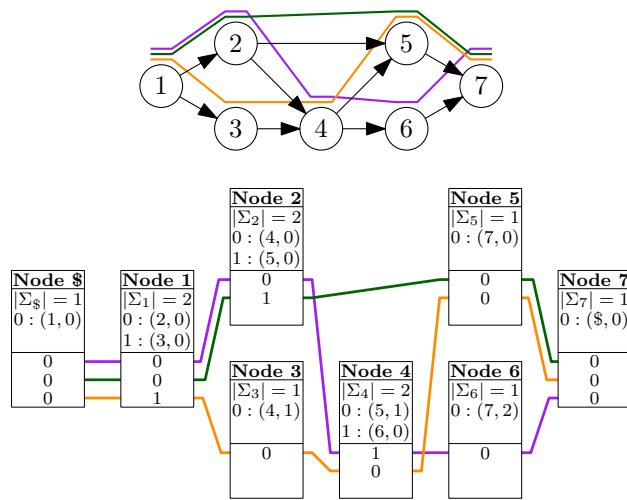 2 5
1 7
3 4 6
Node 2
|Σ₂| = 2
0 : (4, 0)
1 : (5, 0)
0
1
Node 5
|Σ₅| = 1
0 : (7, 0)
0
0
Node $
|Σ$| = 1
0 : (1, 0)
0
0
0
Node 1
|Σ₁| = 2
0 : (2, 0)
1 : (3, 0)
0
0
1
Node 7
|Σ₇| = 1
0 : ($, 0)
0
0
0
Node 3
|Σ₃| = 1
0 : (4, 1)
0
Node 4
|Σ₄| = 2
0 : (5, 1)
1 : (6, 0)
1
0
Node 6
|Σ₆| = 1
0 : (7, 2)
0